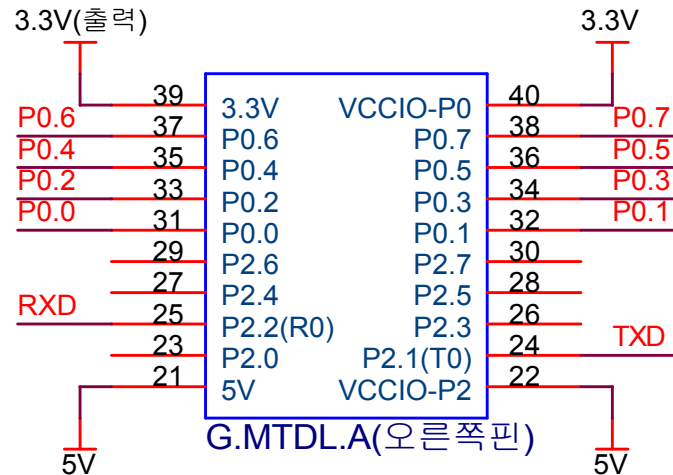 3.3V(출력) 3.3V
39 3.3V VCCIO-P0 40
P0.6 37 P0.6 P0.7 38 P0.7
P0.4 35 P0.4 P0.5 36 P0.5
P0.2 33 P0.2 P0.3 34 P0.3
P0.0 31 P0.0 P0.1 32 P0.1
29 P2.6 P2.7 30
27 P2.4 P2.5 28
RXD 25 P2.2(R0) P2.3 26
23 P2.0 P2.1(T0) 24 TXD
21 5V VCCIO-P2 22
G.MTDL.A(오른쪽핀)
5V 5V